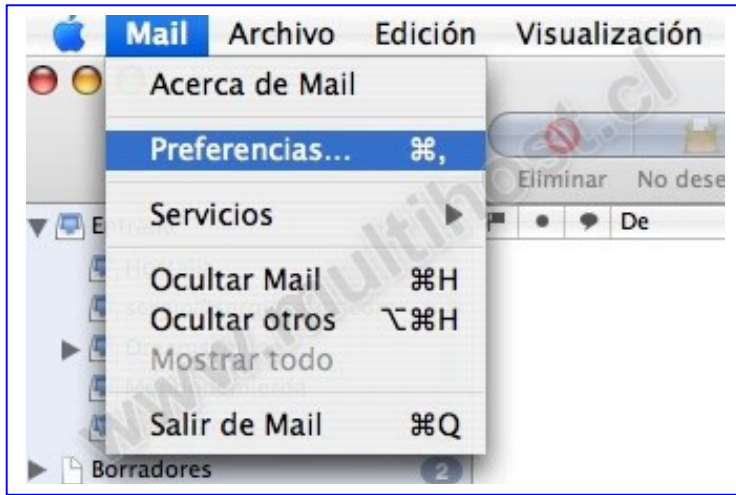 Mail Archivo Edición Visualización
Acerca de Mail
Preferencias... ⌘,
Eliminar No dese
Servicios
De
Ocultar Mail ⌘H
Ocultar otros ⌥⌘H
Mostrar todo
Salir de Mail ⌘Q
Borradores 2
www.multihost.cl